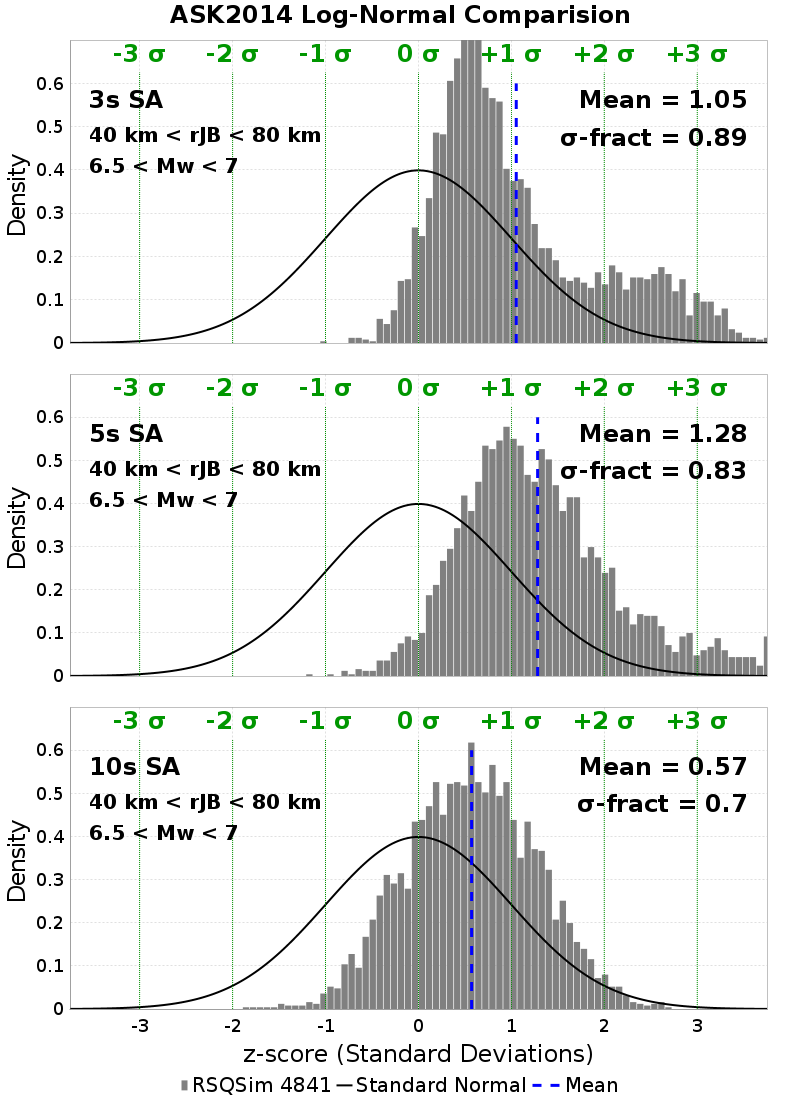 ASK2014 Log-Normal Comparision
-3 σ -2 σ -1 σ 0 σ +1 σ +2 σ +3 σ
3s SA
Mean = 1.05
40 km < rJB < 80 km
σ-fract = 0.89
6.5 < Mw < 7
Density
0.6
0.5
0.4
0.3
0.2
0.1
0
-3 σ -2 σ -1 σ 0 σ +1 σ +2 σ +3 σ
5s SA
Mean = 1.28
40 km < rJB < 80 km
σ-fract = 0.83
6.5 < Mw < 7
Density
0.6
0.5
0.4
0.3
0.2
0.1
0
-3 σ -2 σ -1 σ 0 σ +1 σ +2 σ +3 σ
10s SA
Mean = 0.57
40 km < rJB < 80 km
σ-fract = 0.7
6.5 < Mw < 7
Density
0.6
0.5
0.4
0.3
0.2
0.1
0
-3 -2 -1 0 1 2 3
z-score (Standard Deviations)
RSQSim 4841 Standard Normal Mean